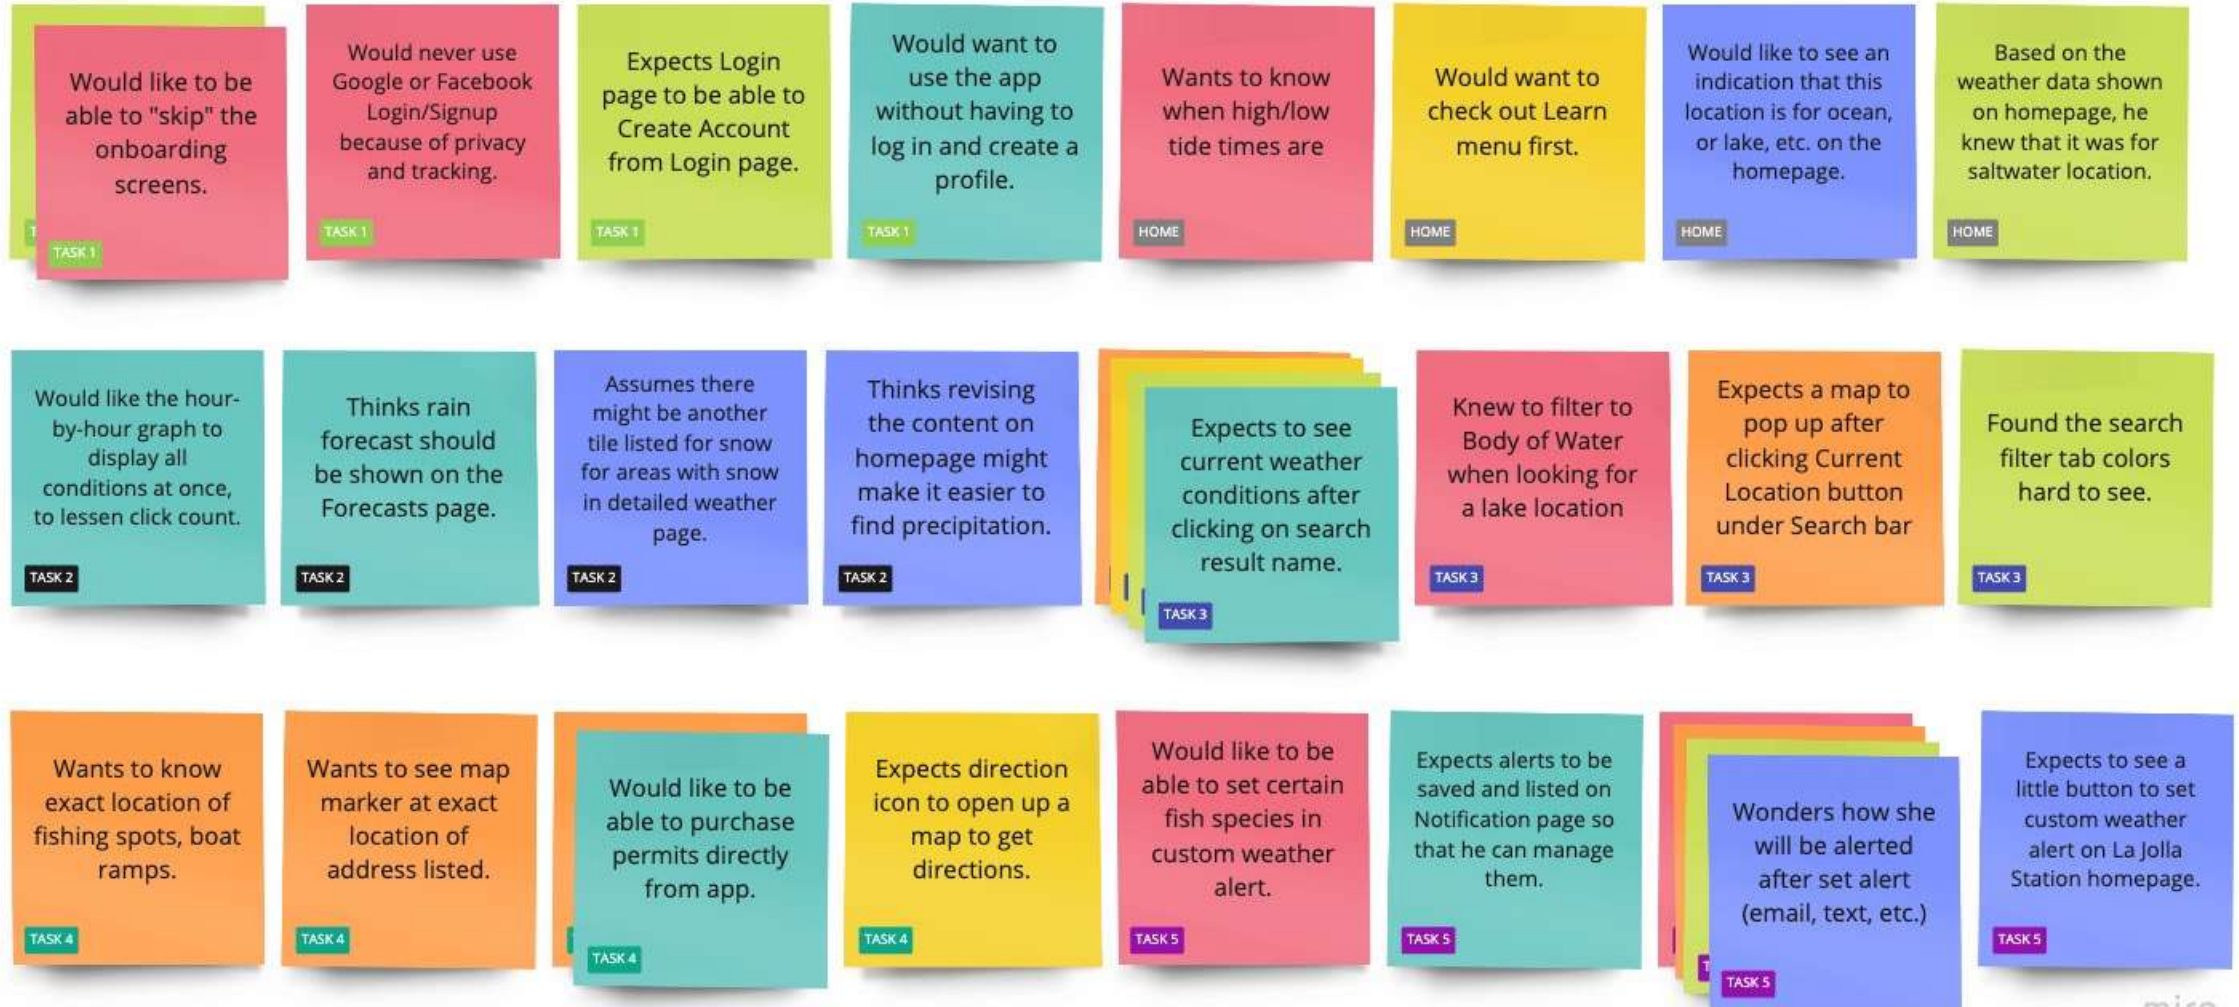 Would like to be
able to "skip" the
onboarding
screens.
TASK 1
Would never use
Google or Facebook
Login/Signup
because of privacy
and tracking.
TASK 1
Expects Login
page to be able to
Create Account
from Login page.
TASK 1
Would want to
use the app
without having to
log in and create a
profile.
TASK 1
Wants to know
when high/low
tide times are
HOME
Would want to
check out Learn
menu first.
HOME
Would like to see an
indication that this
location is for ocean,
or lake, etc. on the
homepage.
HOME
Based on the
weather data shown
on homepage, he
knew that it was for
saltwater location.
HOME
Would like the hour-
by-hour graph to
display all
conditions at once,
to lessen click count.
TASK 2
Thinks rain
forecast should
be shown on the
Forecasts page.
TASK 2
Assumes there
might be another
tile listed for snow
for areas with snow
in detailed weather
page.
TASK 2
Thinks revising
the content on
homepage might
make it easier to
find precipitation.
TASK 2
Expects to see
current weather
conditions after
clicking on search
result name.
TASK 3
Knew to filter to
Body of Water
when looking for
a lake location
TASK 3
Expects a map to
pop up after
clicking Current
Location button
under Search bar
TASK 3
Found the search
filter tab colors
hard to see.
TASK 3
Wants to know
exact location of
fishing spots, boat
ramps.
TASK 4
Wants to see map
marker at exact
location of
address listed.
TASK 4
Would like to be
able to purchase
permits directly
from app.
TASK 4
Expects direction
icon to open up a
map to get
directions.
TASK 4
Would like to be
able to set certain
fish species in
custom weather
alert.
TASK 5
Expects alerts to be
saved and listed on
Notification page so
that he can manage
them.
TASK 5
Wonders how she
will be alerted
after set alert
(email, text, etc.)
TASK 5
Expects to see a
little button to set
custom weather
alert on La Jolla
Station homepage.
TASK 5
miro